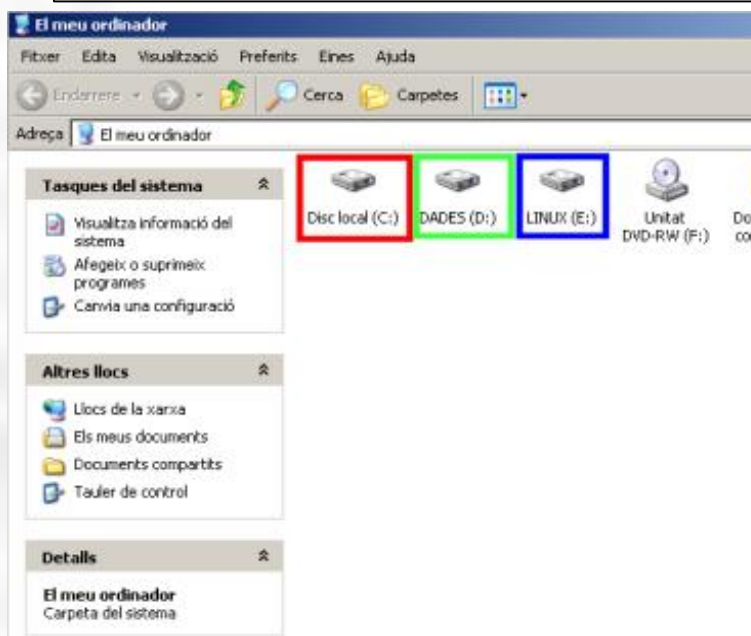 El meu ordinador
Fitxer Edita Visualització Preferits Eines Ajuda
Endarrere Cerca Carpetes
Adreça El meu ordinador
Tasques del sistema
Visualitza informació del
sistema
Afegeix o suprimeix
programes
Canvia una configuració
Altres llocs
Llocs de la xarxa
Els meus documents
Documents compartits
Tauler de control
Detalls
El meu ordinador
Carpeta del sistema
Disc local (C:)
DADES (D:)
LINUX (E:)
Unitat
DVD-RW (F:)